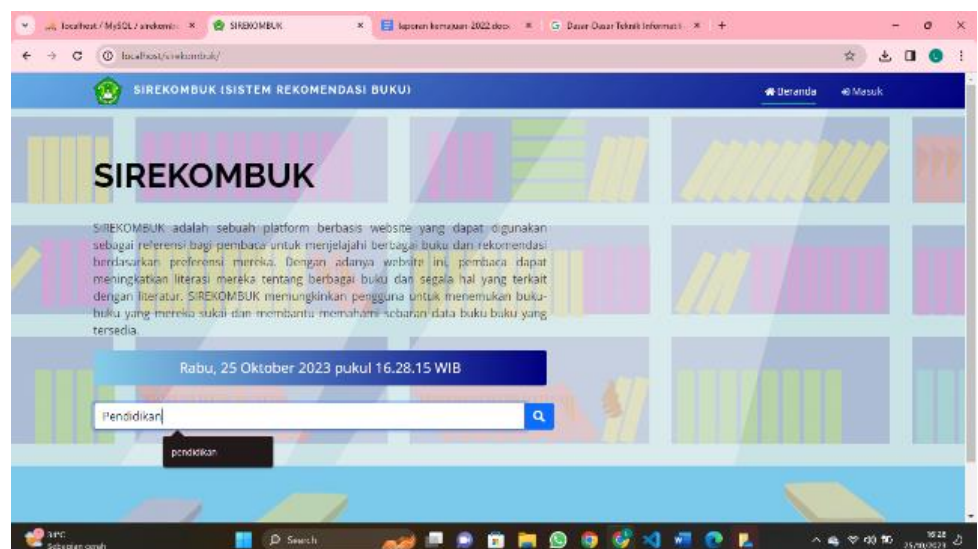 localhost / MySQL / sirekom
SIREKOMBUK
laporan kemajuan 2022.docx
Dasar-Dasar Teknik Informati
localhost/sirekombuk/
SIREKOMBUK (SISTEM REKOMENDASI BUKU)
Beranda
Masuk
SIREKOMBUK
SIREKOMBUK adalah sebuah platform berbasis website yang dapat digunakan
sebagai referensi bagi pembaca untuk menjelajahi berbagai buku dan rekomendasi
berdasarkan preferensi mereka. Dengan adanya website ini, pembaca dapat
meningkatkan literasi mereka tentang berbagai buku dan segala hal yang terkait
dengan literatur. SIREKOMBUK memungkinkan pengguna untuk menemukan buku-
buku yang mereka sukai dan membantu memahami sebaran data buku buku yang
tersedia.
Rabu, 25 Oktober 2023 pukul 16.28.15 WIB
Pendidikan
pendidikan
Sebagian cerah
Search
16:28
25/10/2023